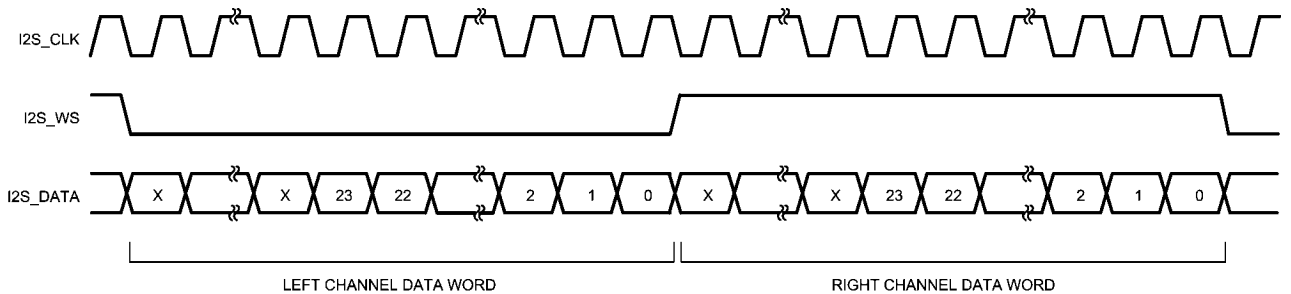 I2S_CLK
I2S_WS
I2S_DATA X X 23 22 2 1 0 X X 23 22 2 1 0
LEFT CHANNEL DATA WORD RIGHT CHANNEL DATA WORD